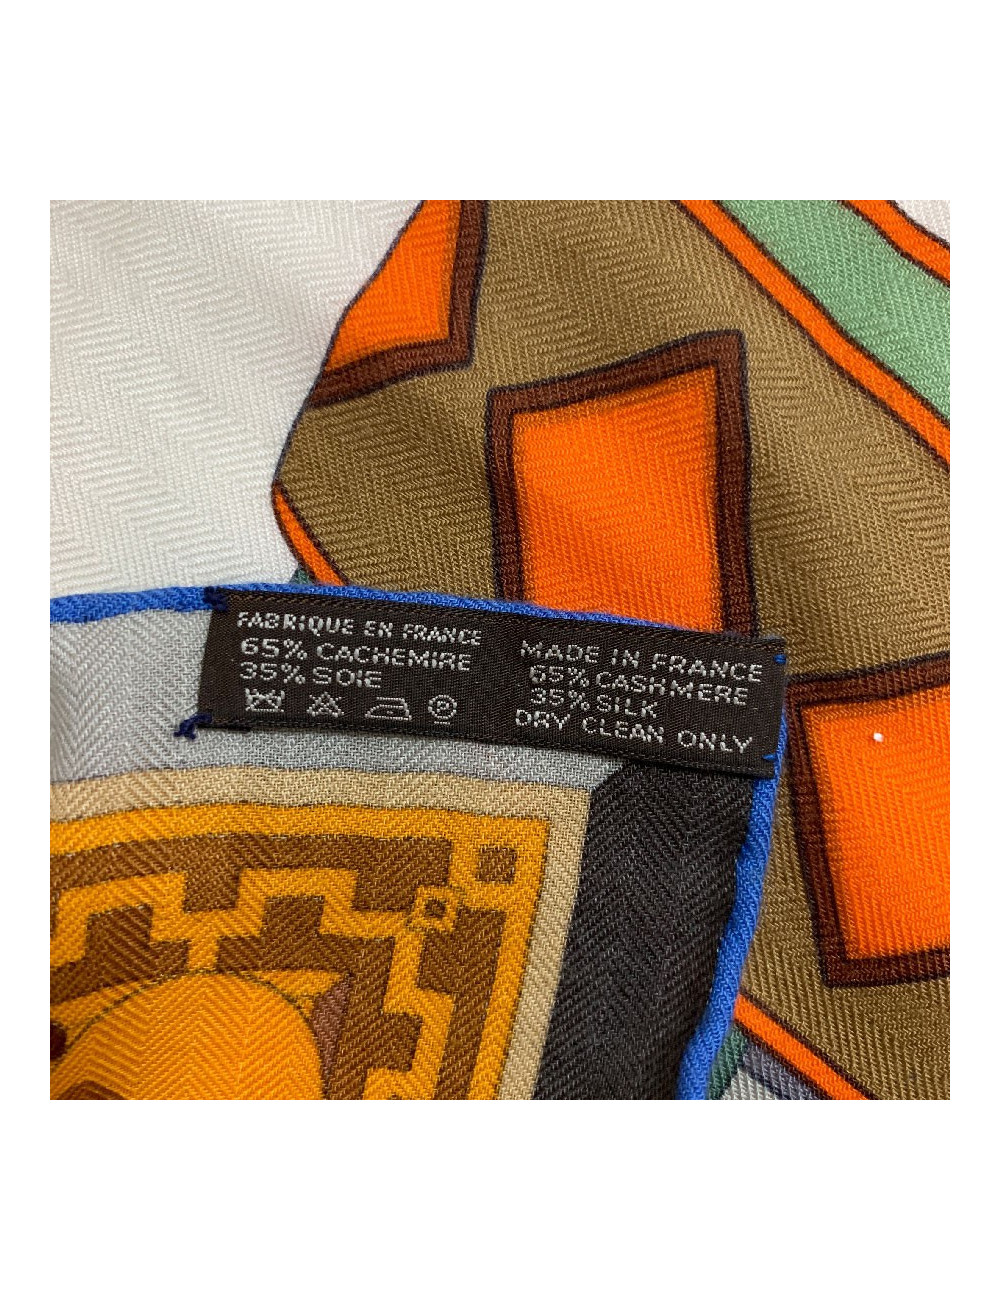 FABRIQUE EN FRANCE
65% CACHEMIRE
35% SOIE
MADE IN FRANCE
65% CASHMERE
35% SILK
DRY CLEAN ONLY